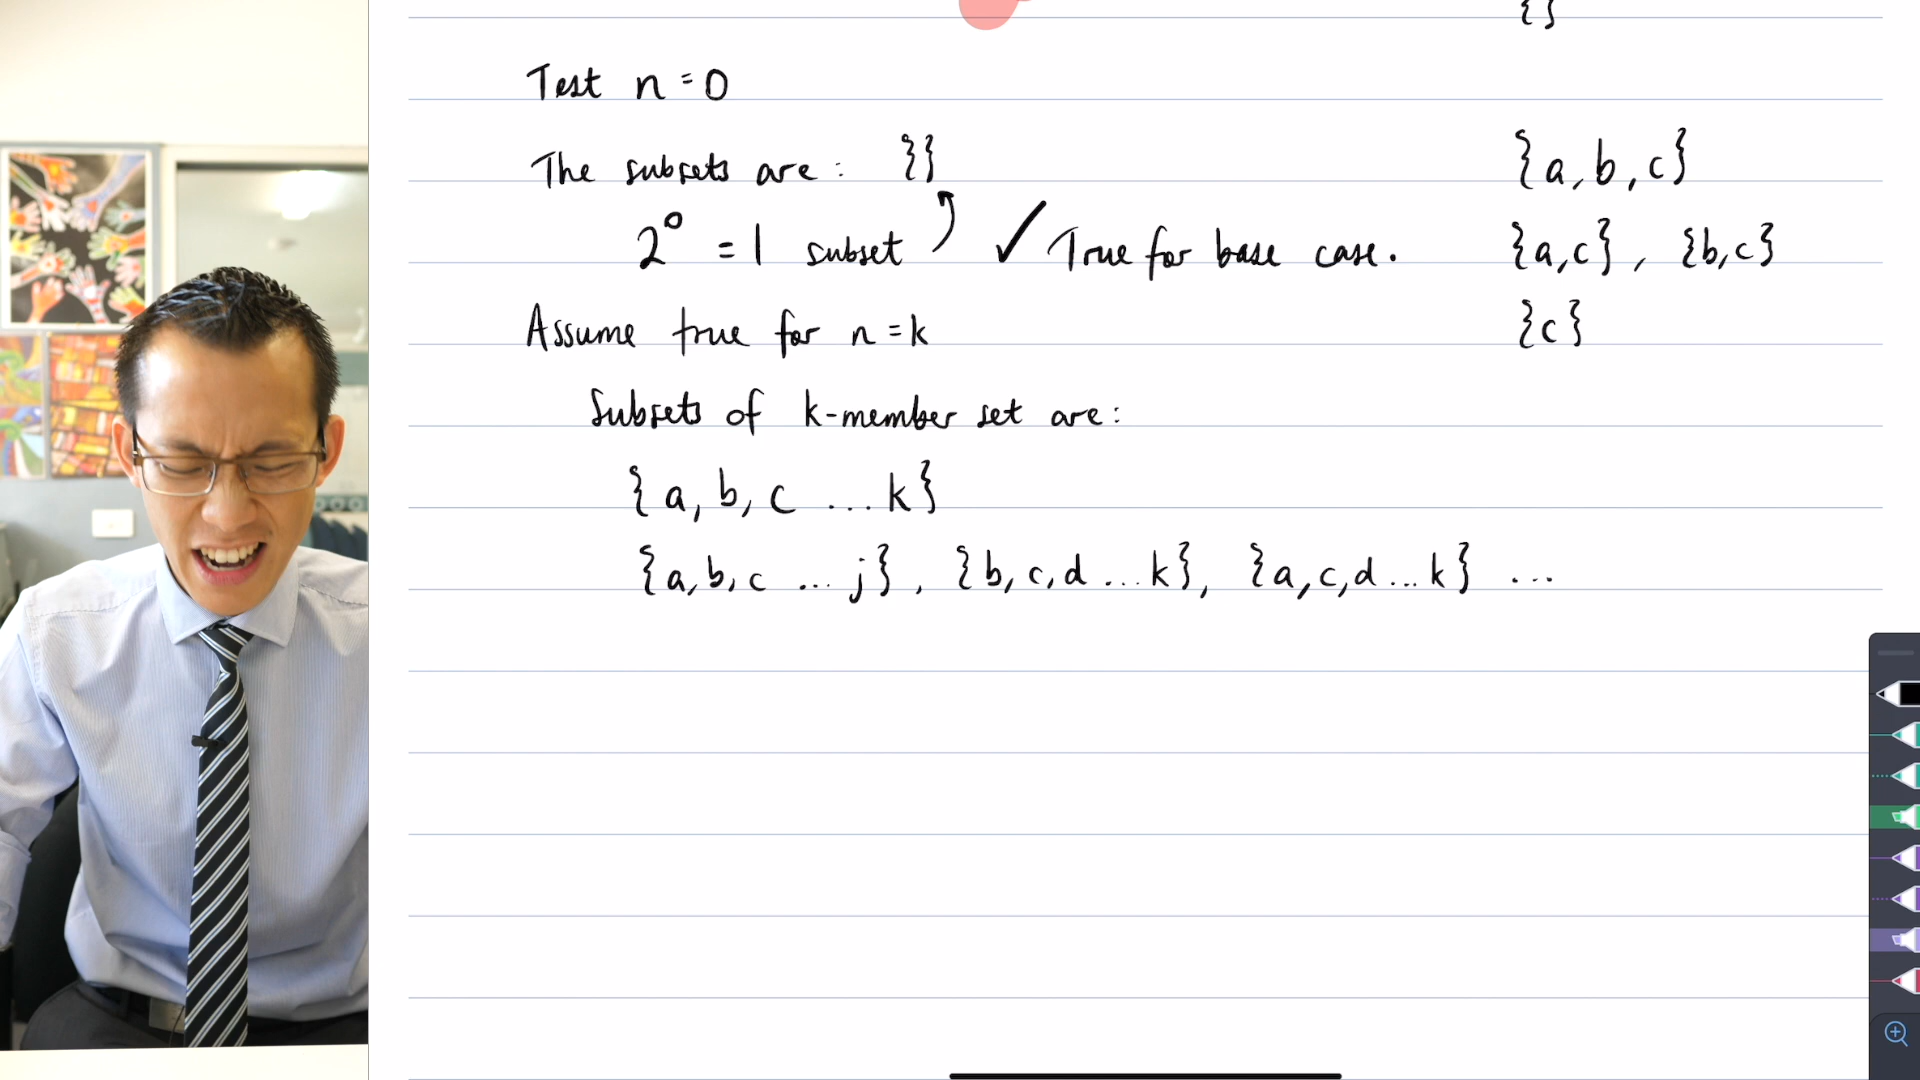 {}
Test n = 0
The subsets are : {}
{a, b, c}
2⁰ = 1 subset ✓ True for base case.
{a,c} , {b,c}
Assume true for n = k
{c}
Subsets of k-member set are :
{a, b, c ... k}
{a, b, c ... j} , {b, c, d ... k}, {a, c, d ... k} ...